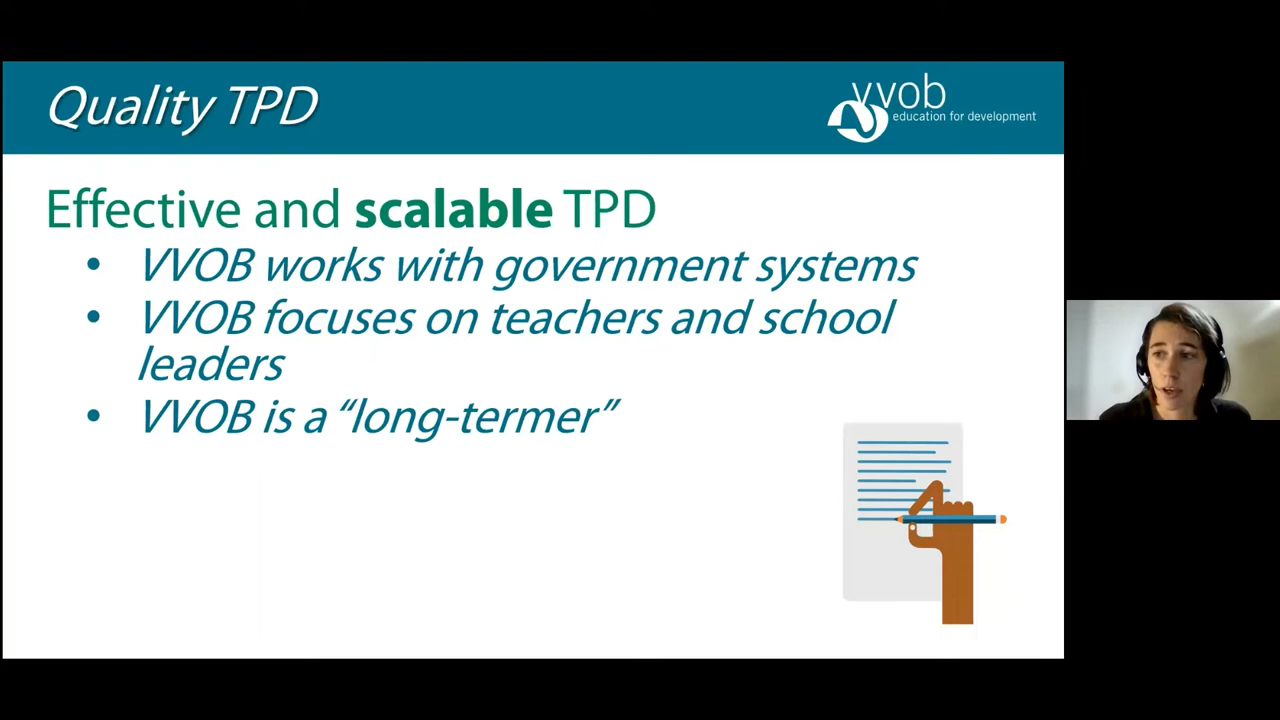 Quality TPD
vvob
education for development
Effective and scalable TPD
• VVOB works with government systems
• VVOB focuses on teachers and school
leaders
• VVOB is a “long-termer”